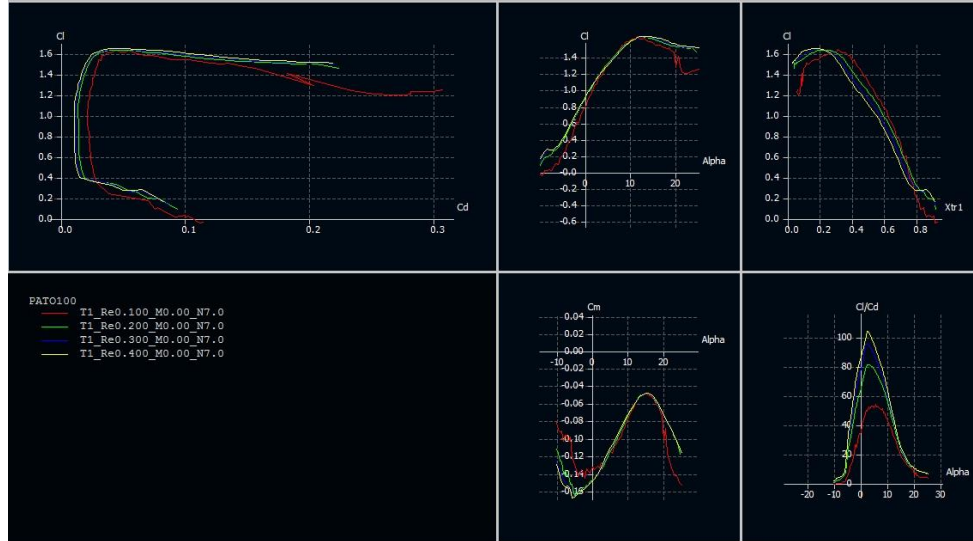 Cl
1.6
1.4
1.2
1.0
0.8
0.6
0.4
0.2
0.0
Cd
0.0 0.1 0.2 0.3
Cl
1.4
1.2
1.0
0.8
0.6
0.4
0.2
-0.0
-0.2
-0.4
-0.6
Alpha
0 10 20
Cl
1.6
1.4
1.2
1.0
0.8
0.6
0.4
0.2
0.0
Xtr1
0.0 0.2 0.4 0.6 0.8
PATO100
T1_Re0.100_M0.00_N7.0
T1_Re0.200_M0.00_N7.0
T1_Re0.300_M0.00_N7.0
T1_Re0.400_M0.00_N7.0
Cm
0.04
0.02
0.00
Alpha
-10 0 10 20
-0.02
-0.04
-0.06
-0.08
-0.10
-0.12
-0.14
-0.16
Cl/Cd
100
80
60
40
20
0
Alpha
-20 -10 0 10 20 30